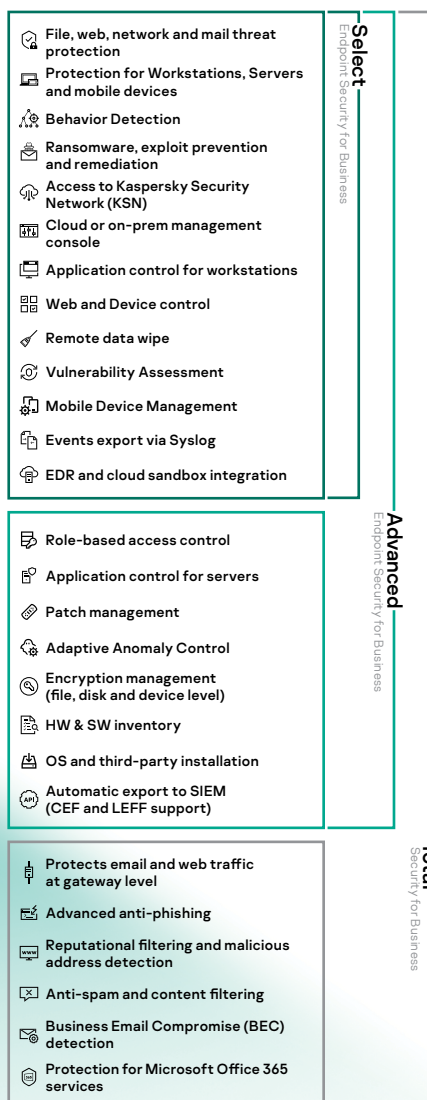 File, web, network and mail threat
protection
Protection for Workstations, Servers
and mobile devices
Behavior Detection
Ransomware, exploit prevention
and remediation
Access to Kaspersky Security
Network (KSN)
Cloud or on-prem management
console
Application control for workstations
Web and Device control
Remote data wipe
Vulnerability Assessment
Mobile Device Management
Events export via Syslog
EDR and cloud sandbox integration
Select
Endpoint Security for Business
Role-based access control
Application control for servers
Patch management
Adaptive Anomaly Control
Encryption management
(file, disk and device level)
HW & SW inventory
OS and third-party installation
API
Automatic export to SIEM
(CEF and LEFF support)
Advanced
Endpoint Security for Business
Protects email and web traffic
at gateway level
Advanced anti-phishing
www
Reputational filtering and malicious
address detection
Anti-spam and content filtering
Business Email Compromise (BEC)
detection
Protection for Microsoft Office 365
services
Total
Security for Business